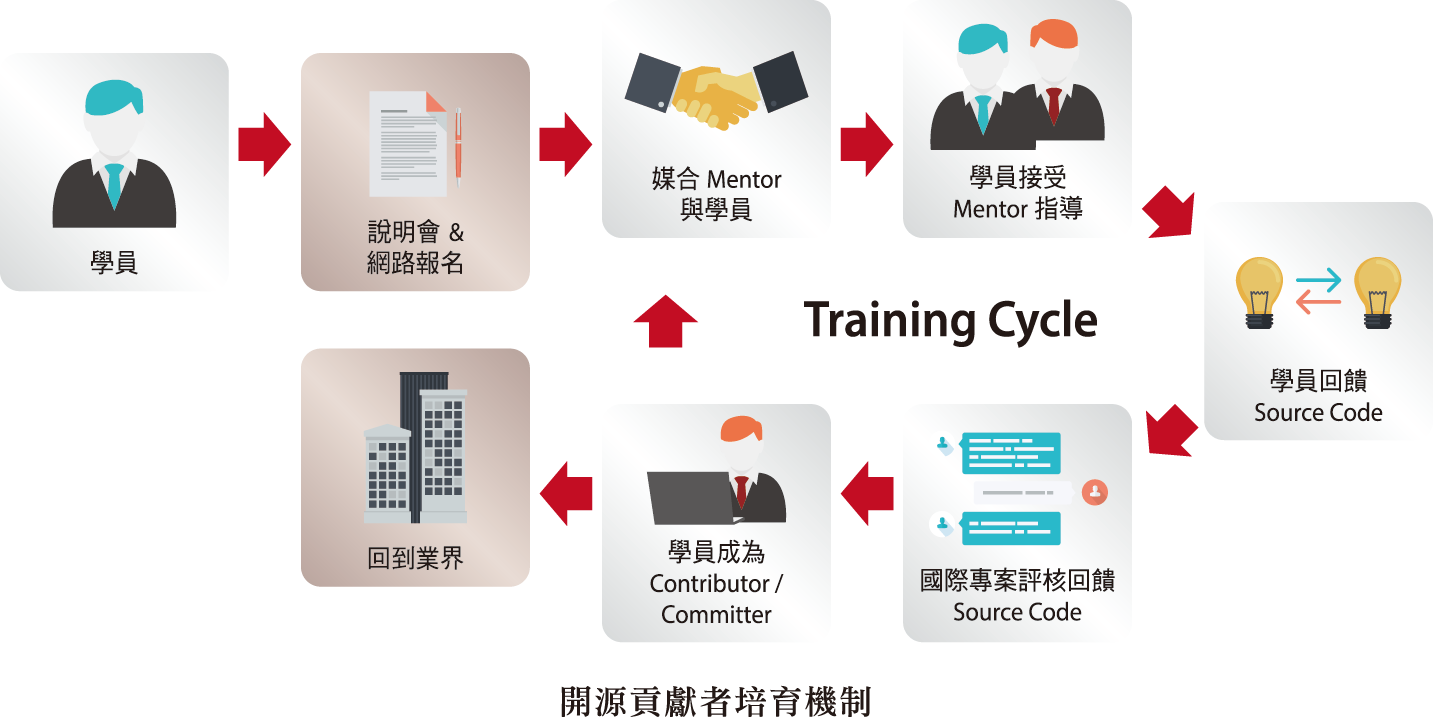 學員
說明會 &
網路報名
媒合 Mentor
與學員
學員接受
Mentor 指導
Training Cycle
學員回饋
Source Code
國際專案評核回饋
Source Code
學員成為
Contributor /
Committer
回到業界
開源貢獻者培育機制